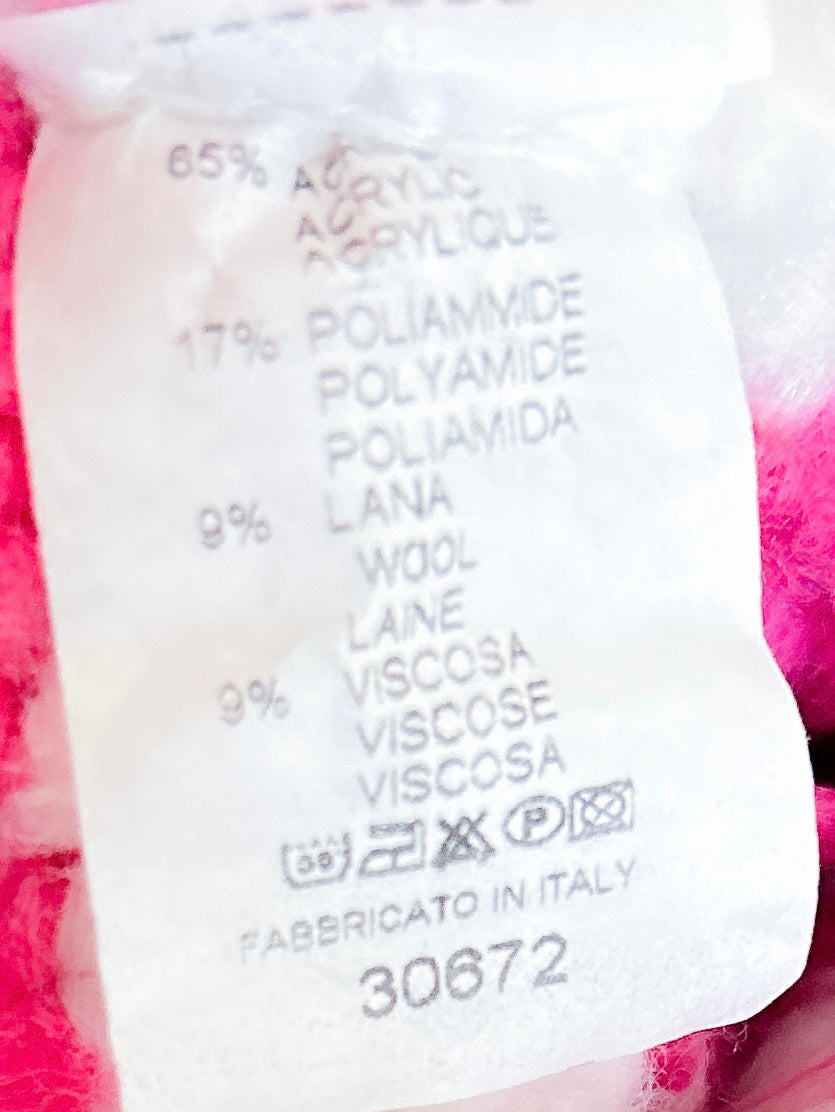 65% ACRYLIC
ACRYLIQUE
17% POLIAMMIDE
POLYAMIDE
POLIAMIDA
9% LANA
WOOL
LAINE
9% VISCOSA
VISCOSE
VISCOSA
30 P
FABBRICATO IN ITALY
30672